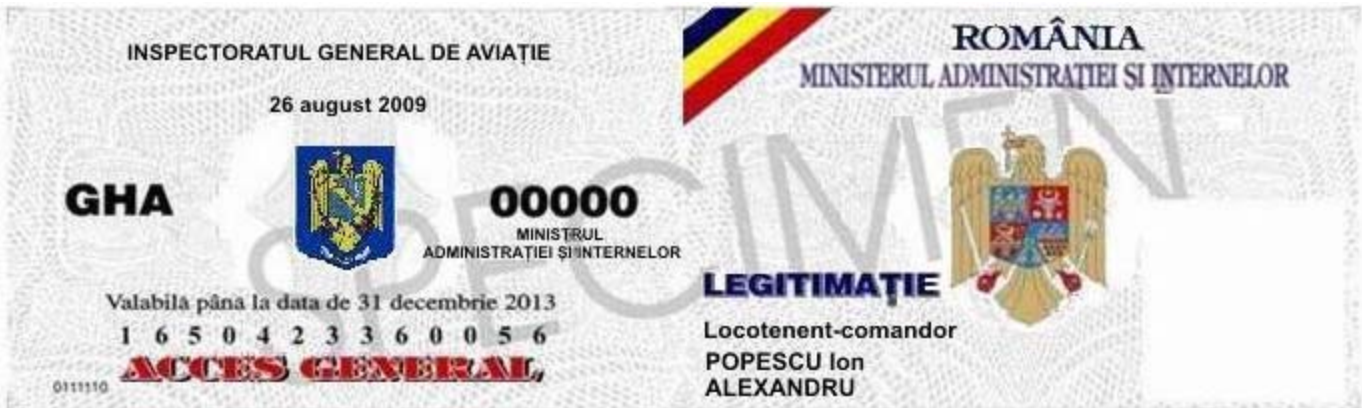 INSPECTORATUL GENERAL DE AVIAȚIE
26 august 2009
GHA
00000
MINISTRUL
ADMINISTRAȚIEI ȘI INTERNELOR
Valabilă până la data de 31 decembrie 2013
1 6 5 0 4 2 3 3 6 0 0 5 6
ACCES GENERAL
0111110
ROMÂNIA
MINISTERUL ADMINISTRAȚIEI ȘI INTERNELOR
LEGITIMAȚIE
Locotenent-comandor
POPESCU Ion
ALEXANDRU
SPECIMEN